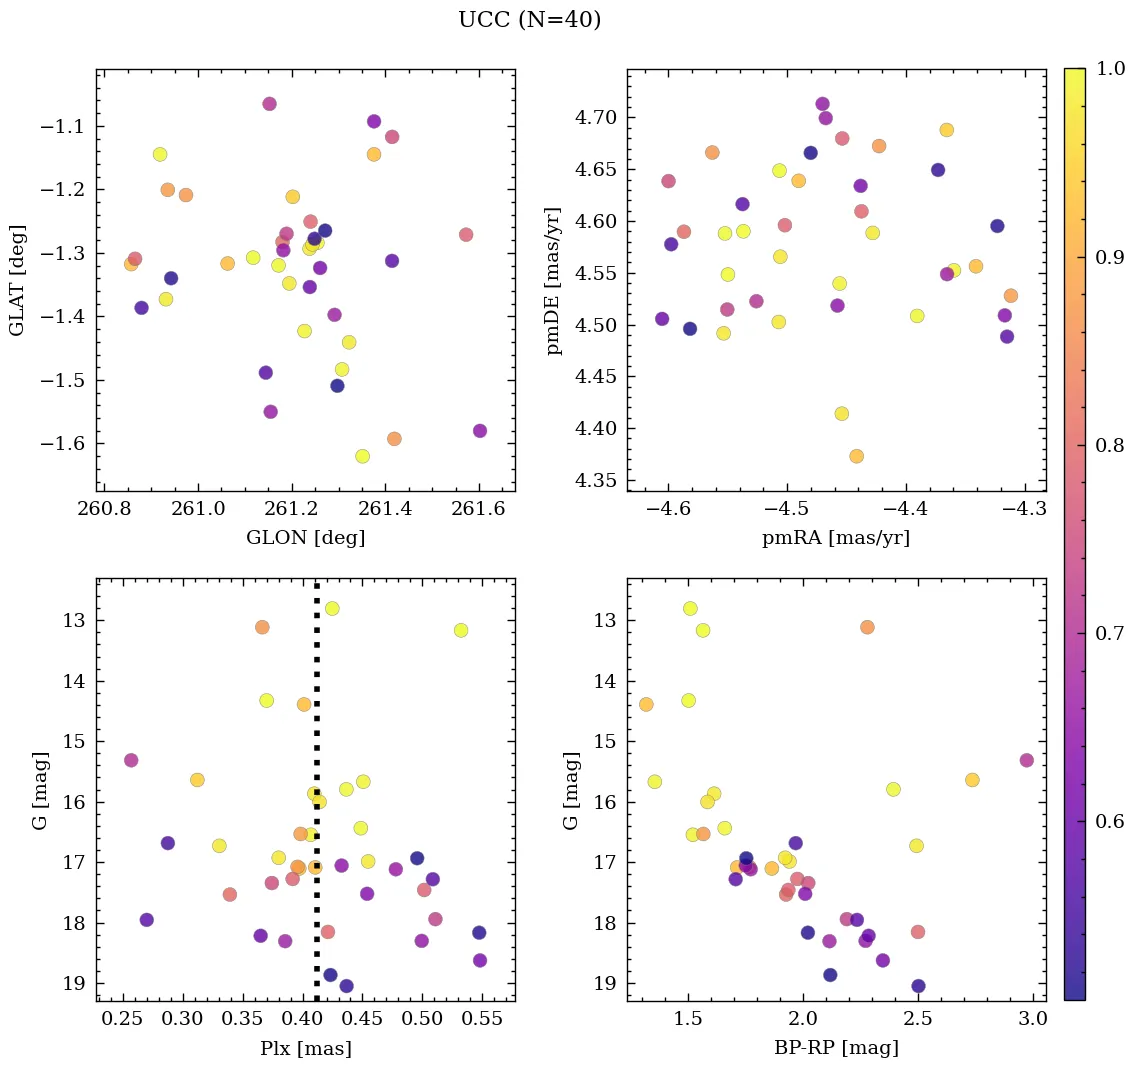 UCC (N=40)
−1.1
−1.2
−1.3
−1.4
−1.5
−1.6
GLAT [deg]
260.8 261.0 261.2 261.4 261.6
GLON [deg]
4.70
4.65
4.60
4.55
4.50
4.45
4.40
4.35
pmDE [mas/yr]
−4.6 −4.5 −4.4 −4.3
pmRA [mas/yr]
13
14
15
16
17
18
19
G [mag]
0.25 0.30 0.35 0.40 0.45 0.50 0.55
Plx [mas]
13
14
15
16
17
18
19
G [mag]
1.5 2.0 2.5 3.0
BP-RP [mag]
1.0
0.9
0.8
0.7
0.6